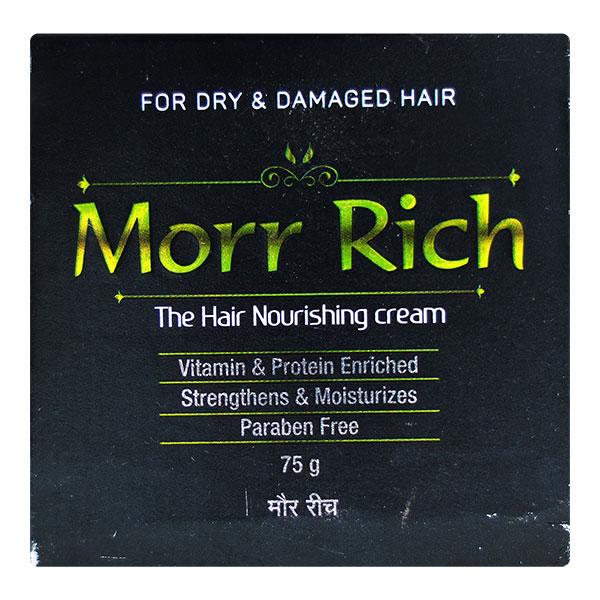 FOR DRY & DAMAGED HAIR
Morr Rich
The Hair Nourishing cream
Vitamin & Protein Enriched
Strengthens & Moisturizes
Paraben Free
75 g
मौर रीच